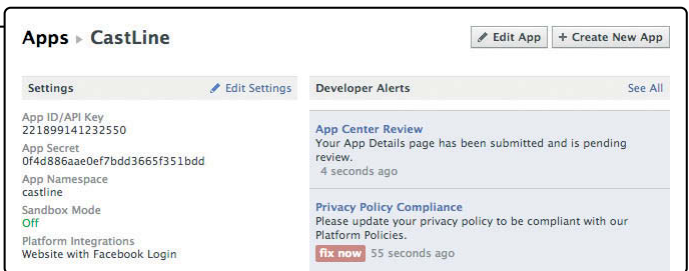 Apps ▸ CastLine
Edit App
+ Create New App
Settings
Edit Settings
App ID/API Key
221899141232550
App Secret
0f4d886aae0ef7bdd3665f351bdd
App Namespace
castline
Sandbox Mode
Off
Platform Integrations
Website with Facebook Login
Developer Alerts
See All
App Center Review
Your App Details page has been submitted and is pending
review.
4 seconds ago
Privacy Policy Compliance
Please update your privacy policy to be compliant with our
Platform Policies.
fix now 55 seconds ago